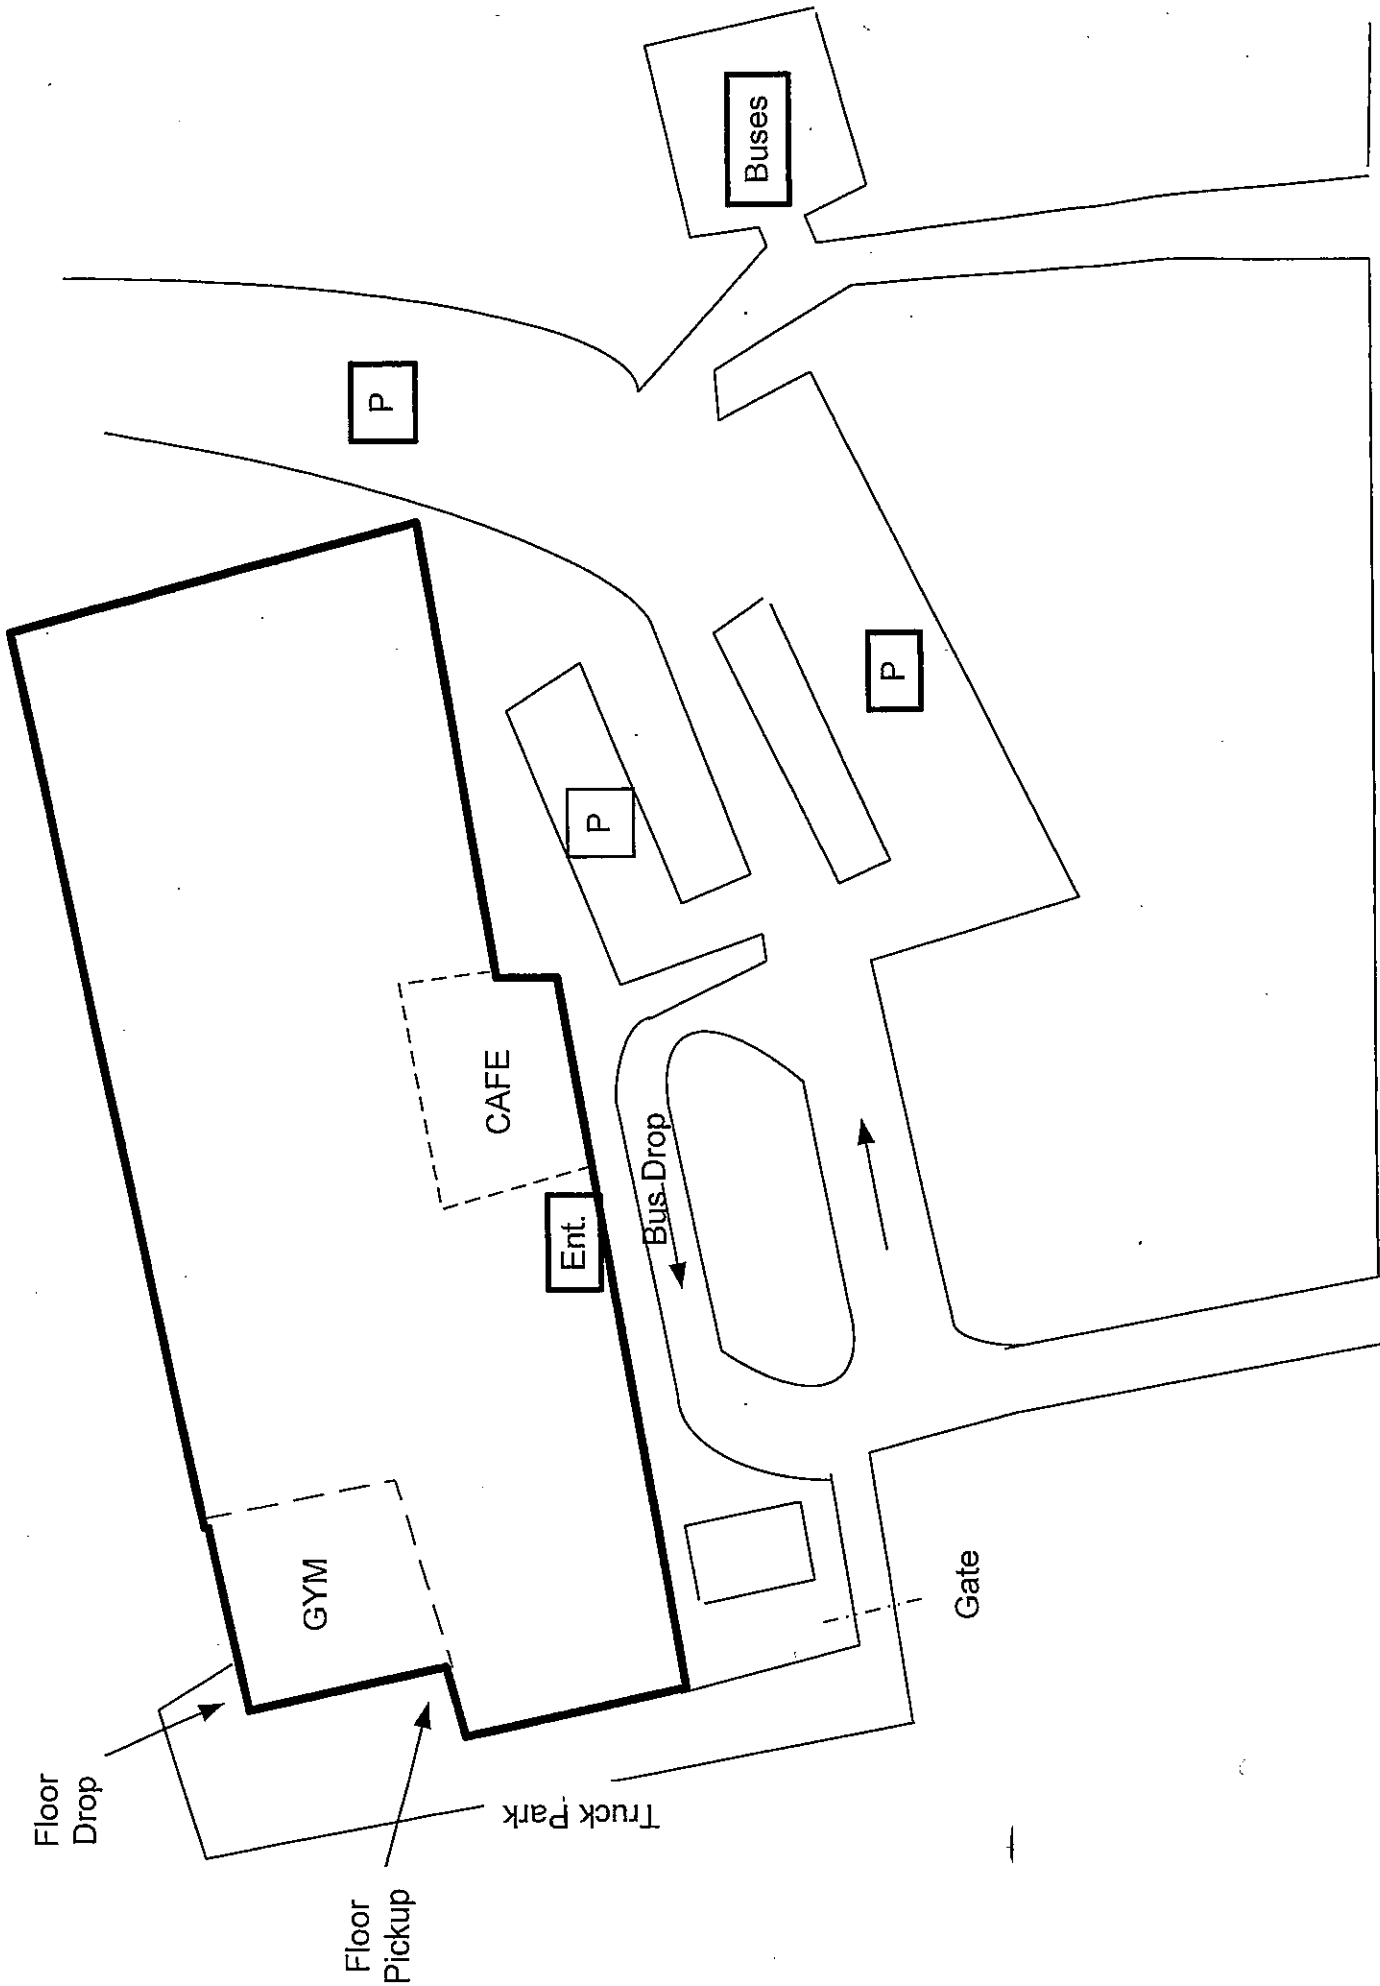 Floor
Drop
Floor
Pickup
Truck Park
GYM
Gate
Ent.
CAFE
Bus Drop
P
P
P
Buses